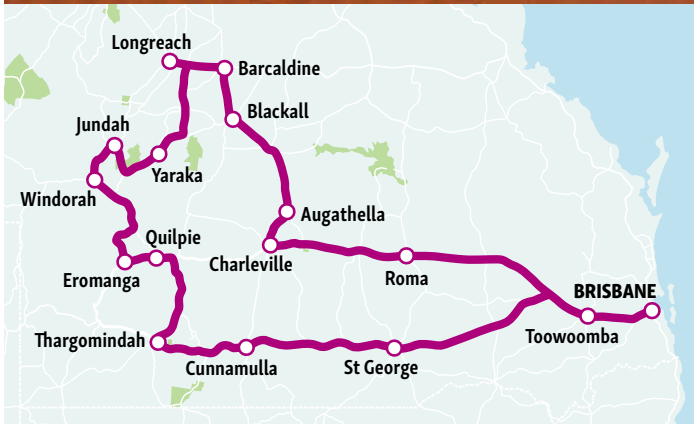 Longreach
Barcaldine
Blackall
Jundah
Yaraka
Windorah
Augathella
Quilpie
Charleville
Eromanga
Roma
BRISBANE
Thargomindah
Toowoomba
Cunnamulla
St George